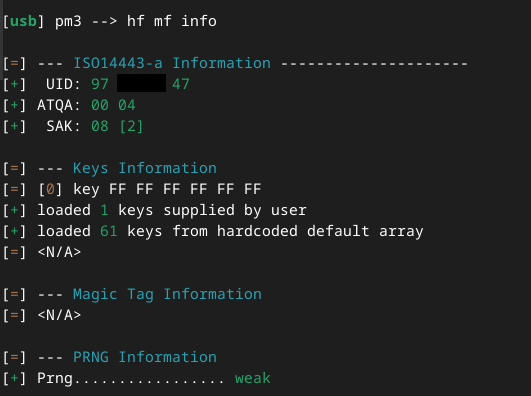 [usb] pm3 --> hf mf info
[=] --- ISO14443-a Information ---------------------
[+]  UID: 97 47
[+] ATQA: 00 04
[+]  SAK: 08 [2]
[=] --- Keys Information
[=] [0] key FF FF FF FF FF FF
[+] loaded 1 keys supplied by user
[+] loaded 61 keys from hardcoded default array
[=] <N/A>
[=] --- Magic Tag Information
[=] <N/A>
[=] --- PRNG Information
[+] Prng................. weak